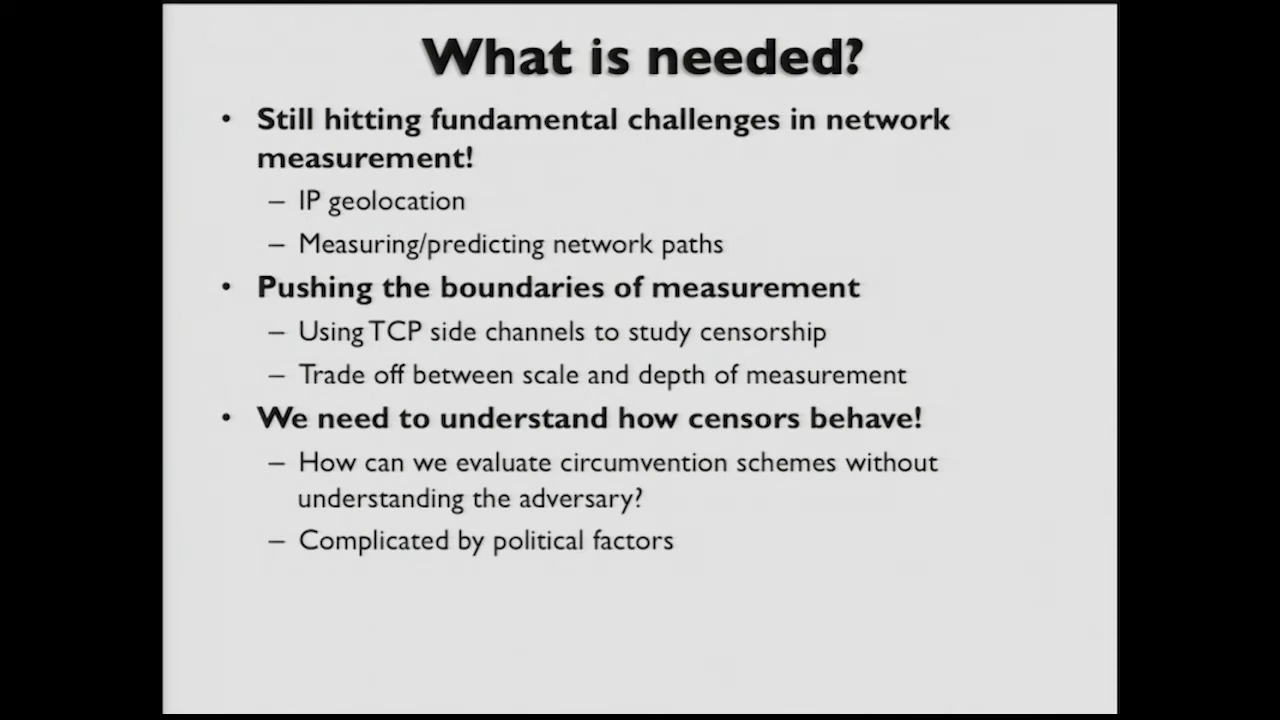 What is needed?
• Still hitting fundamental challenges in network
measurement!
– IP geolocation
– Measuring/predicting network paths
• Pushing the boundaries of measurement
– Using TCP side channels to study censorship
– Trade off between scale and depth of measurement
• We need to understand how censors behave!
– How can we evaluate circumvention schemes without
understanding the adversary?
– Complicated by political factors